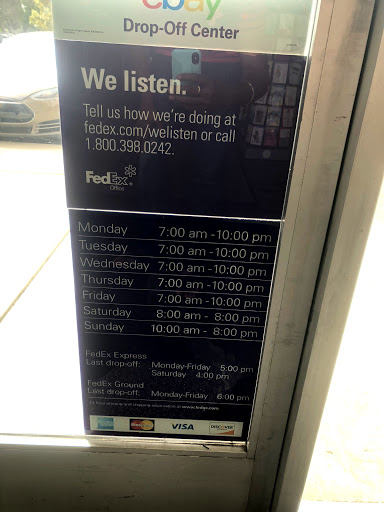 ebay
Drop-Off Center
We listen.
Tell us how we're doing at
fedex.com/welisten or call
1.800.398.0242.
FedEx
Office
Monday 7:00 am -10:00 pm
Tuesday 7:00 am -10:00 pm
Wednesday 7:00 am -10:00 pm
Thursday 7:00 am -10:00 pm
Friday 7:00 am -10:00 pm
Saturday 8:00 am - 8:00 pm
Sunday 10:00 am - 8:00 pm
FedEx Express
Last drop-off: Monday-Friday 5:00 pm
Saturday 4:00 pm
FedEx Ground
Last drop-off: Monday-Friday 6:00 pm
VISA
DISCOVER